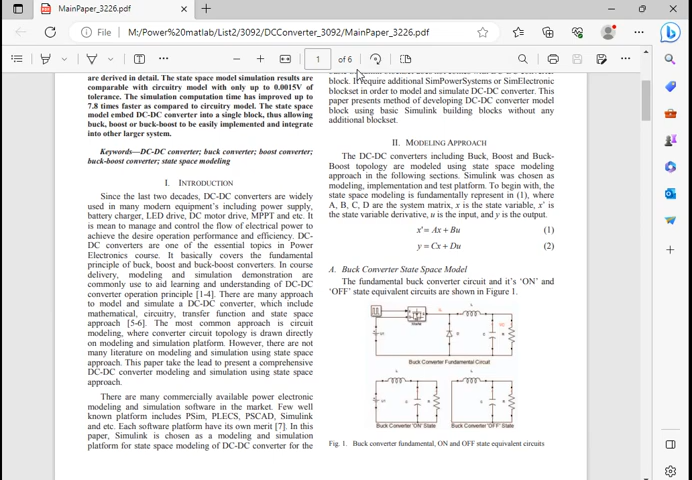 MainPaper_3226.pdf
File
M:/Power%20matlab/List2/3092/DCConverter_3092/MainPaper_3226.pdf
1 of 6
are derived in detail. The state space model simulation results are
comparable with circuitry model with only up to 0.0015V of
tolerance. The simulation computation time has improved up to
7.8 times faster as compared to circuitry model. The state space
model embed DC-DC converter into a single block, thus allowing
buck, boost or buck-boost to be easily implemented and integrate
into other larger system.
Keywords—DC-DC converter; buck converter; boost converter;
buck-boost converter; state space modeling
I. INTRODUCTION
Since the last two decades, DC-DC converters are widely
used in many modern equipment's including power supply,
battery charger, LED drive, DC motor drive, MPPT and etc. It
is mean to manage and control the flow of electrical power to
achieve the desire operation performance and efficiency. DC-
DC converters are one of the essential topics in Power
Electronics course. It basically covers the fundamental
principle of buck, boost and buck-boost converters. In course
delivery, modeling and simulation demonstration are
commonly use to aid learning and understanding of DC-DC
converter operation principle [1-4]. There are many approach
to model and simulate a DC-DC converter, which include
mathematical, circuitry, transfer function and state space
approach [5-6]. The most common approach is circuit
modeling, where converter circuit topology is drawn directly
on modeling and simulation platform. However, there are not
many literature on modeling and simulation using state space
approach. This paper take the lead to present a comprehensive
DC-DC converter modeling and simulation using state space
approach.
There are many commercially available power electronic
modeling and simulation software in the market. Few well
known platform includes PSim, PLECS, PSCAD, Simulink
and etc. Each software platform have its own merit [7]. In this
paper, Simulink is chosen as a modeling and simulation
platform for state space modeling of DC-DC converter for the
block. It require additional SimPowerSystems or SimElectronic
blockset in order to model and simulate DC-DC converter. This
paper presents method of developing DC-DC converter model
block using basic Simulink building blocks without any
additional blockset.
II. MODELING APPROACH
The DC-DC converters including Buck, Boost and Buck-
Boost topology are modeled using state space modeling
approach in the following sections. Simulink was chosen as
modeling, implementation and test platform. To begin with, the
state space modeling is fundamentally represent in (1), where
A, B, C, D are the system matrix, x is the state variable, x' is
the state variable derivative, u is the input, and y is the output.
x'= Ax + Bu (1)
y = Cx + Du (2)
A. Buck Converter State Space Model
The fundamental buck converter circuit and it's 'ON' and
'OFF' state equivalent circuits are shown in Figure 1.
Buck Converter Fundamental Circuit
Buck Converter 'ON' State Buck Converter 'OFF' State
Fig. 1. Buck converter fundamental, ON and OFF state equivalent circuits